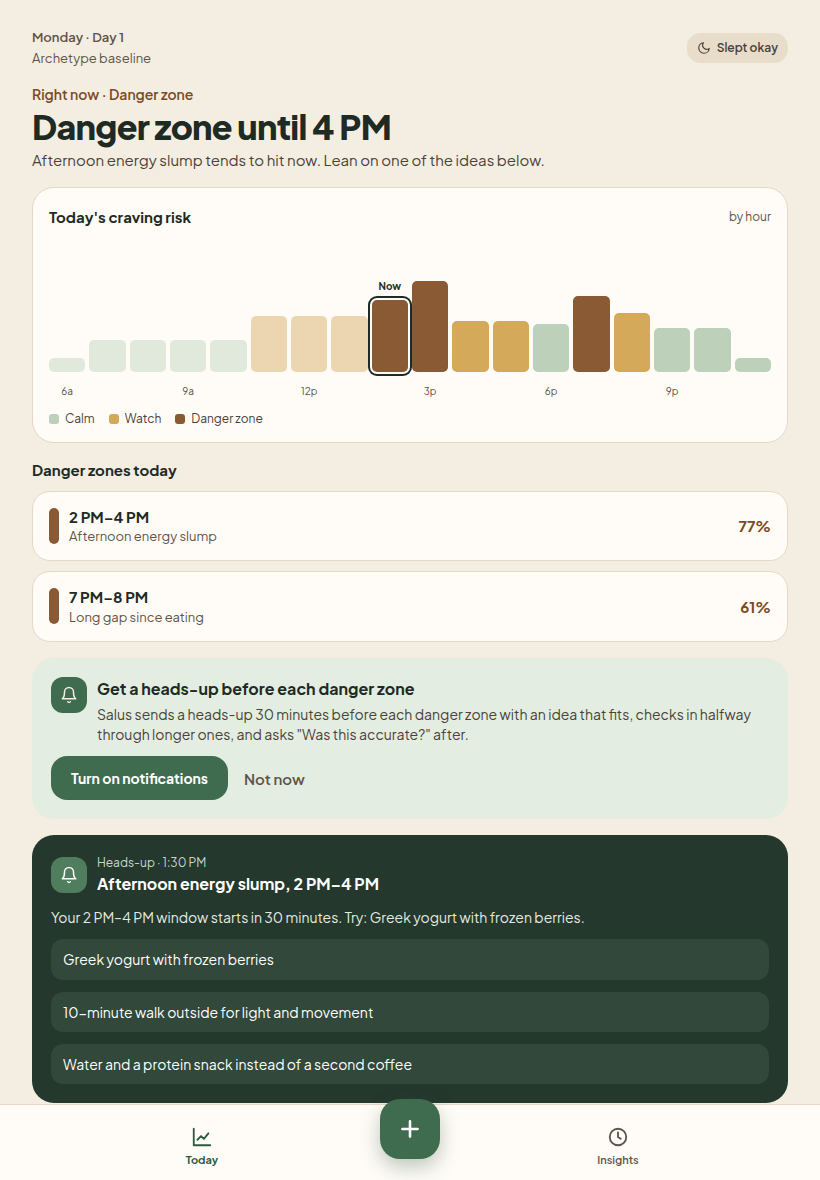 Monday · Day 1
Archetype baseline
Slept okay
Right now · Danger zone
Danger zone until 4 PM
Afternoon energy slump tends to hit now. Lean on one of the ideas below.
Today's craving risk
by hour
Now
6a 9a 12p 3p 6p 9p
Calm Watch Danger zone
Danger zones today
2 PM–4 PM
Afternoon energy slump
77%
7 PM–8 PM
Long gap since eating
61%
Get a heads-up before each danger zone
Salus sends a heads-up 30 minutes before each danger zone with an idea that fits, checks in halfway
through longer ones, and asks "Was this accurate?" after.
Turn on notifications Not now
Heads-up · 1:30 PM
Afternoon energy slump, 2 PM–4 PM
Your 2 PM–4 PM window starts in 30 minutes. Try: Greek yogurt with frozen berries.
Greek yogurt with frozen berries
10-minute walk outside for light and movement
Water and a protein snack instead of a second coffee
Today Insights